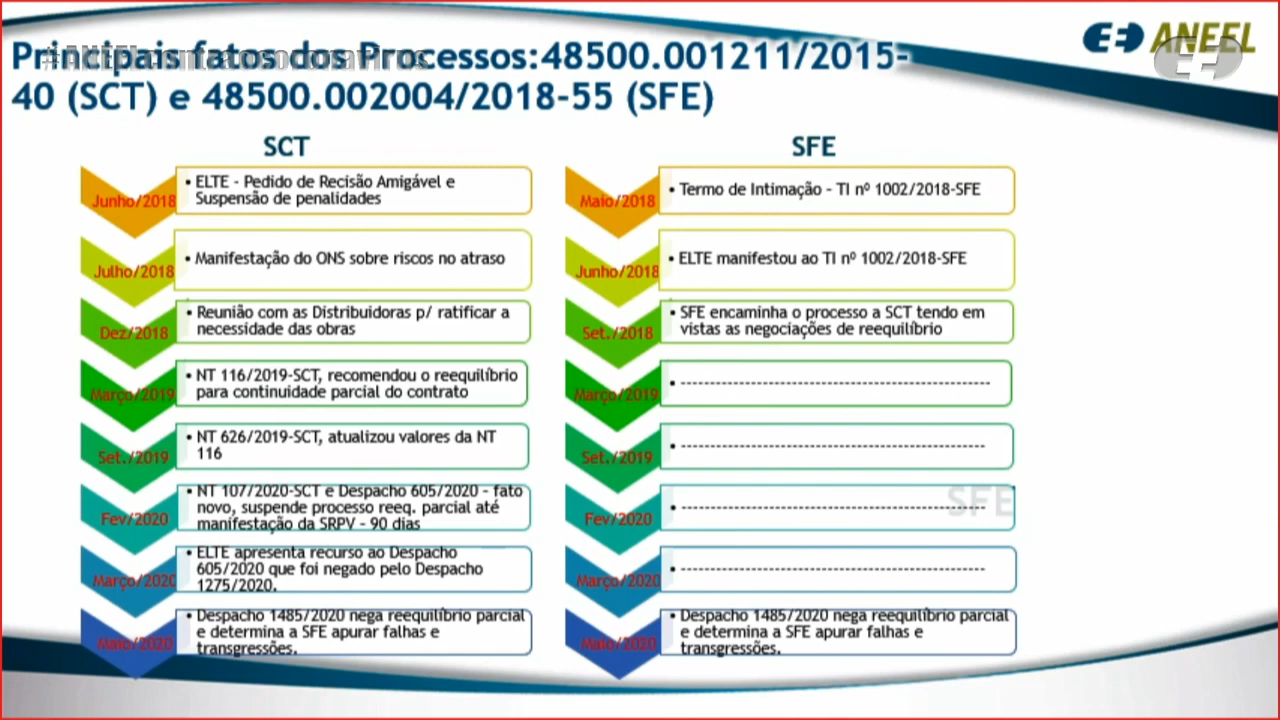 #ANEELcontraocoronavirus
ANEEL
Principais fatos dos Processos:48500.001211/2015-
40 (SCT) e 48500.002004/2018-55 (SFE)
SCT
Junho/2018
• ELTE - Pedido de Recisão Amigável e
Suspensão de penalidades
Julho/2018
• Manifestação do ONS sobre riscos no atraso
Dez/2018
• Reunião com as Distribuidoras p/ ratificar a
necessidade das obras
Março/2019
• NT 116/2019-SCT, recomendou o reequilíbrio
para continuidade parcial do contrato
Set./2019
• NT 626/2019-SCT, atualizou valores da NT
116
Fev/2020
• NT 107/2020-SCT e Despacho 605/2020 - fato
novo, suspende processo reeq. parcial até
manifestação da SRPV - 90 dias
Março/2020
• ELTE apresenta recurso ao Despacho
605/2020 que foi negado pelo Despacho
1275/2020.
Maio/2020
• Despacho 1485/2020 nega reequilíbrio parcial
e determina a SFE apurar falhas e
transgressões.
SFE
Maio/2018
• Termo de Intimação - TI nº 1002/2018-SFE
Junho/2018
• ELTE manifestou ao TI nº 1002/2018-SFE
Set./2018
• SFE encaminha o processo a SCT tendo em
vistas as negociações de reequilíbrio
Março/2019
• --------------------------------------------------
Set./2019
• -------------------------------------------------
Fev/2020
• -------------------------------------------------
SFE
Março/2020
• -------------------------------------------------
Maio/2020
• Despacho 1485/2020 nega reequilíbrio parcial
e determina a SFE apurar falhas e
transgressões.